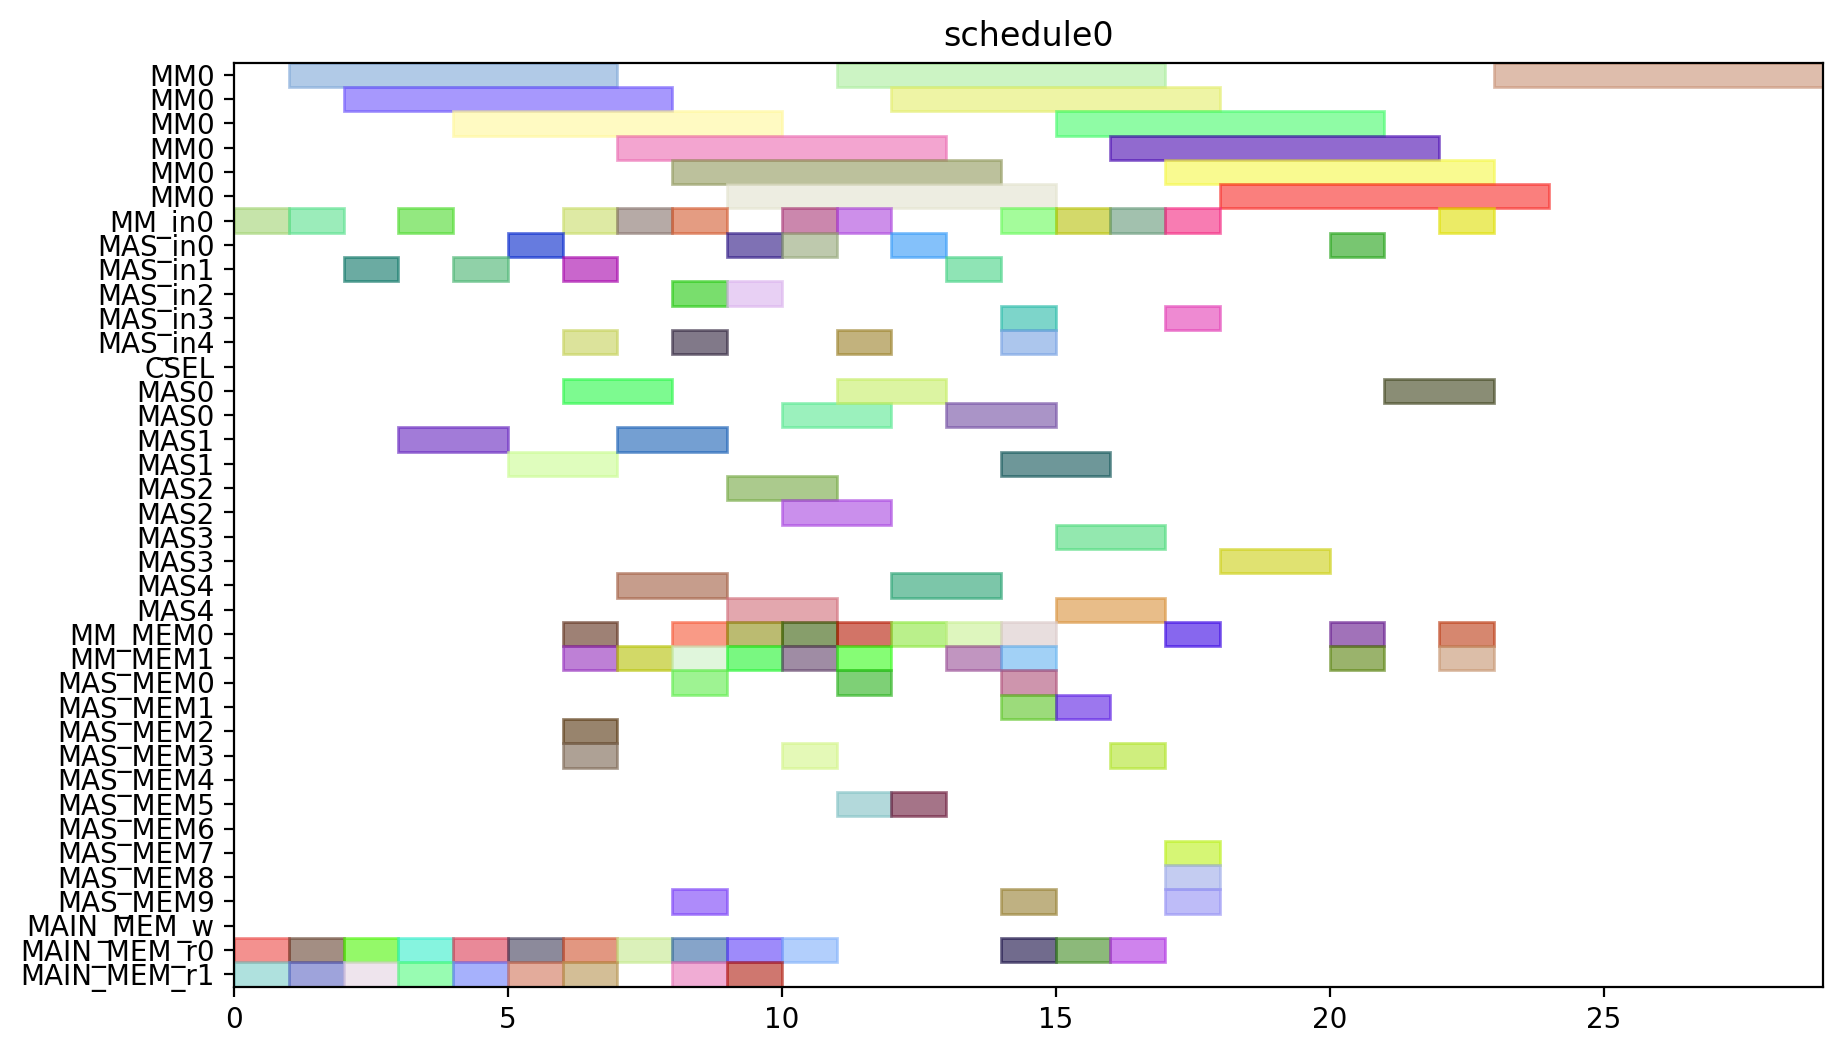 schedule0
MM0
MM0
MM0
MM0
MM0
MM0
MM_in0
MAS_in0
MAS_in1
MAS_in2
MAS_in3
MAS_in4
CSEL
MAS0
MAS0
MAS1
MAS1
MAS2
MAS2
MAS3
MAS3
MAS4
MAS4
MM_MEM0
MM_MEM1
MAS_MEM0
MAS_MEM1
MAS_MEM2
MAS_MEM3
MAS_MEM4
MAS_MEM5
MAS_MEM6
MAS_MEM7
MAS_MEM8
MAS_MEM9
MAIN_MEM_w
MAIN_MEM_r0
MAIN_MEM_r1
0 5 10 15 20 25